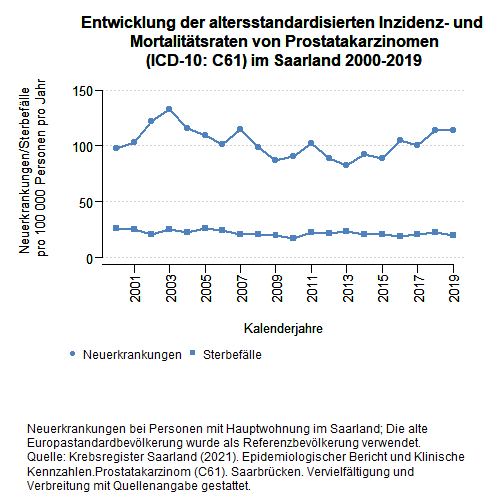 Entwicklung der altersstandardisierten Inzidenz- und
Mortalitätsraten von Prostatakarzinomen
(ICD-10: C61) im Saarland 2000-2019
Neuerkrankungen/Sterbefälle
pro 100 000 Personen pro Jahr
150
100
50
0
2001 2003 2005 2007 2009 2011 2013 2015 2017 2019
Kalenderjahre
Neuerkrankungen Sterbefälle
Neuerkrankungen bei Personen mit Hauptwohnung im Saarland; Die alte
Europastandardbevölkerung wurde als Referenzbevölkerung verwendet.
Quelle: Krebsregister Saarland (2021). Epidemiologischer Bericht und Klinische
Kennzahlen.Prostatakarzinom (C61). Saarbrücken. Vervielfältigung und
Verbreitung mit Quellenangabe gestattet.